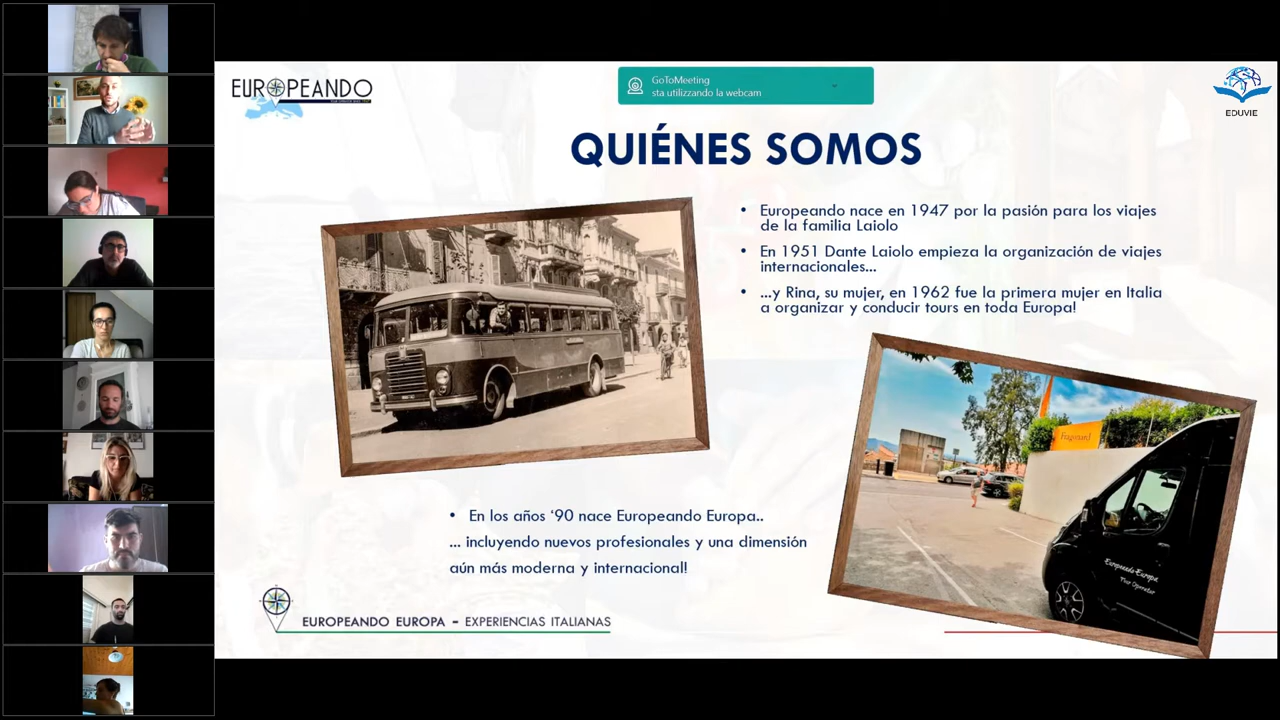 EUROPEANDO
GoToMeeting
sta utilizzando la webcam
EDUVIE
QUIÉNES SOMOS
• Europeando nace en 1947 por la pasión para los viajes
de la familia Laiolo
• En 1951 Dante Laiolo empieza la organización de viajes
internacionales...
• ...y Rina, su mujer, en 1962 fue la primera mujer en Italia
a organizar y conducir tours en toda Europa!
Fragonard
Europeando Europa
Tour Operator
• En los años ‘90 nace Europeando Europa..
... incluyendo nuevos profesionales y una dimensión
aún más moderna y internacional!
EUROPEANDO EUROPA – EXPERIENCIAS ITALIANAS